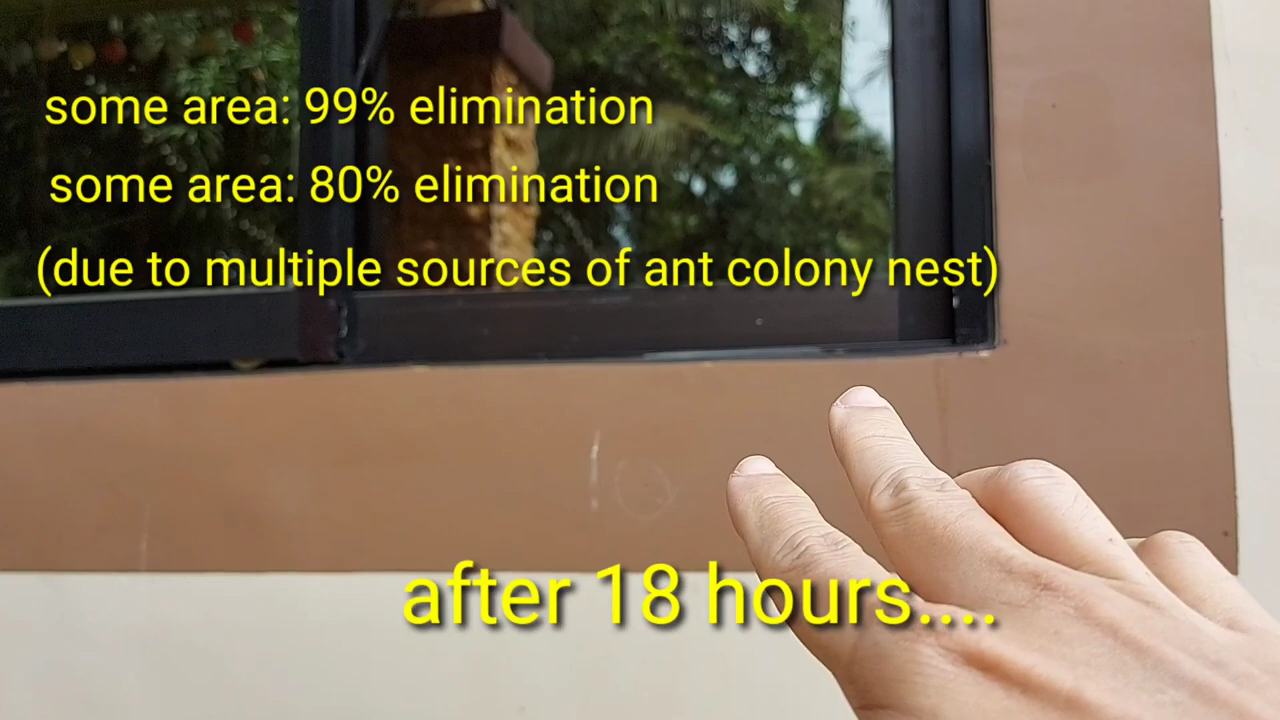 some area: 99% elimination
some area: 80% elimination
(due to multiple sources of ant colony nest)
after 18 hours....